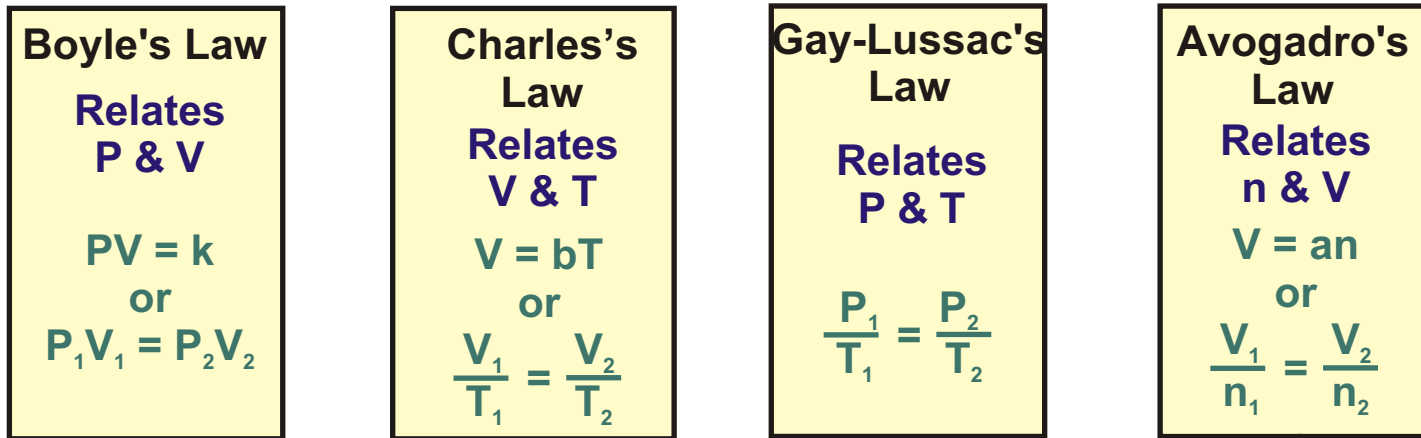 Boyle's Law
Relates
P & V
PV = k
or
P₁V₁ = P₂V₂
Charles’s
Law
Relates
V & T
V = bT
or
V₁/T₁ = V₂/T₂
Gay-Lussac's
Law
Relates
P & T
P₁/T₁ = P₂/T₂
Avogadro's
Law
Relates
n & V
V = an
or
V₁/n₁ = V₂/n₂